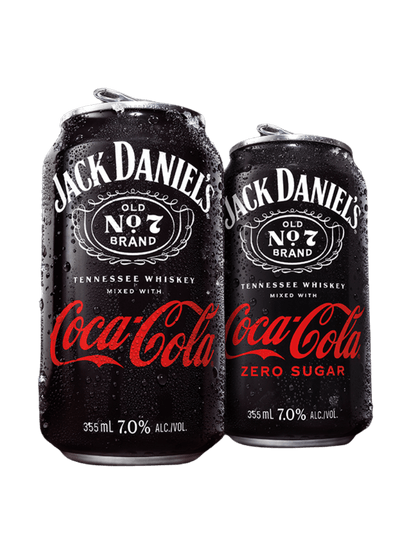 JACK DANIEL'S
OLD
No. 7
BRAND
TENNESSEE WHISKEY
MIXED WITH
Coca-Cola
355 mL 7.0% ALC./VOL.
JACK DANIEL'S
OLD
No. 7
BRAND
TENNESSEE WHISKEY
MIXED WITH
Coca-Cola
ZERO SUGAR
355 mL 7.0% ALC./VOL.